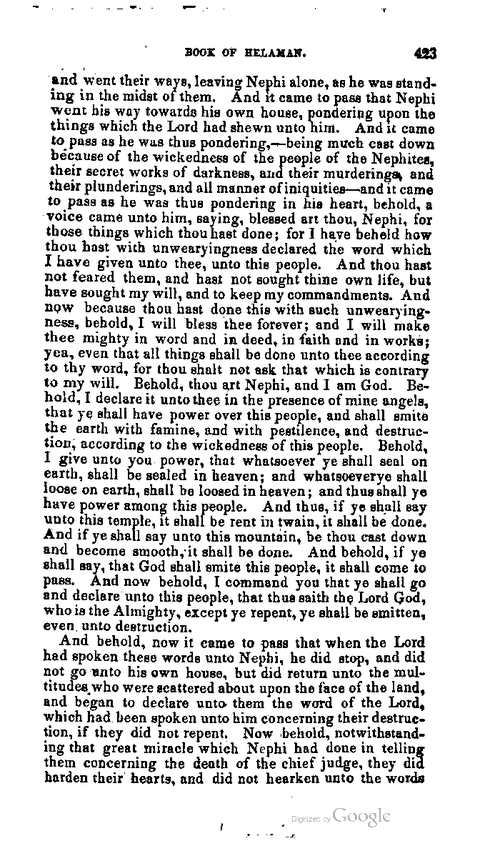 BOOK OF HELAMAN. 423
and went their ways, leaving Nephi alone, as he was stand-
ing in the midst of them. And it came to pass that Nephi
went his way towards his own house, pondering upon the
things which the Lord had shewn unto him. And it came
to pass as he was thus pondering,—being much cast down
because of the wickedness of the people of the Nephites,
their secret works of darkness, and their murderings, and
their plunderings, and all manner of iniquities—and it came
to pass as he was thus pondering in his heart, behold, a
voice came unto him, saying, blessed art thou, Nephi, for
those things which thou hast done; for I have beheld how
thou hast with unwearyingness declared the word which
I have given unto thee, unto this people. And thou hast
not feared them, and hast not sought thine own life, but
have sought my will, and to keep my commandments. And
now because thou hast done this with such unwearying-
ness, behold, I will bless thee forever; and I will make
thee mighty in word and in deed, in faith and in works;
yea, even that all things shall be done unto thee according
to thy word, for thou shalt not ask that which is contrary
to my will. Behold, thou art Nephi, and I am God. Be-
hold, I declare it unto thee in the presence of mine angels,
that ye shall have power over this people, and shall smite
the earth with famine, and with pestilence, and destruc-
tion, according to the wickedness of this people. Behold,
I give unto you power, that whatsoever ye shall seal on
earth, shall be sealed in heaven; and whatsoeverye shall
loose on earth, shall be loosed in heaven; and thus shall ye
have power among this people. And thus, if ye shall say
unto this temple, it shall be rent in twain, it shall be done.
And if ye shall say unto this mountain, be thou cast down
and become smooth, it shall be done. And behold, if ye
shall say, that God shall smite this people, it shall come to
pass. And now behold, I command you that ye shall go
and declare unto this people, that thus saith the Lord God,
who is the Almighty, except ye repent, ye shall be smitten,
even unto destruction.
And behold, now it came to pass that when the Lord
had spoken these words unto Nephi, he did stop, and did
not go unto his own house, but did return unto the mul-
titudes who were scattered about upon the face of the land,
and began to declare unto them the word of the Lord,
which had been spoken unto him concerning their destruc-
tion, if they did not repent. Now behold, notwithstand-
ing that great miracle which Nephi had done in telling
them concerning the death of the chief judge, they did
harden their hearts, and did not hearken unto the words
Digitized by Google